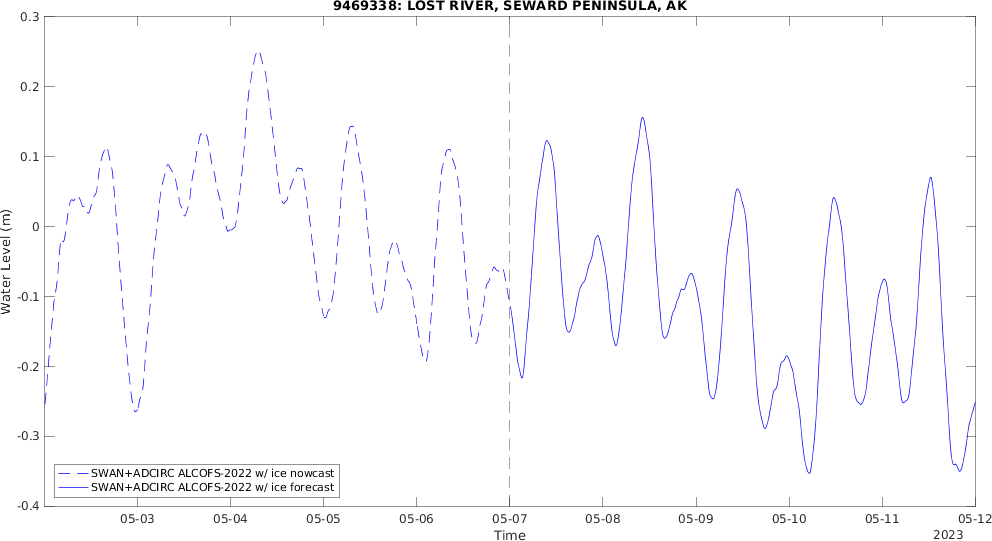 9469338: LOST RIVER, SEWARD PENINSULA, AK
0.3
0.2
0.1
0
-0.1
-0.2
-0.3
-0.4
Water Level (m)
SWAN+ADCIRC ALCOFS-2022 w/ ice nowcast
SWAN+ADCIRC ALCOFS-2022 w/ ice forecast
05-03 05-04 05-05 05-06 05-07 05-08 05-09 05-10 05-11 05-12
Time
2023